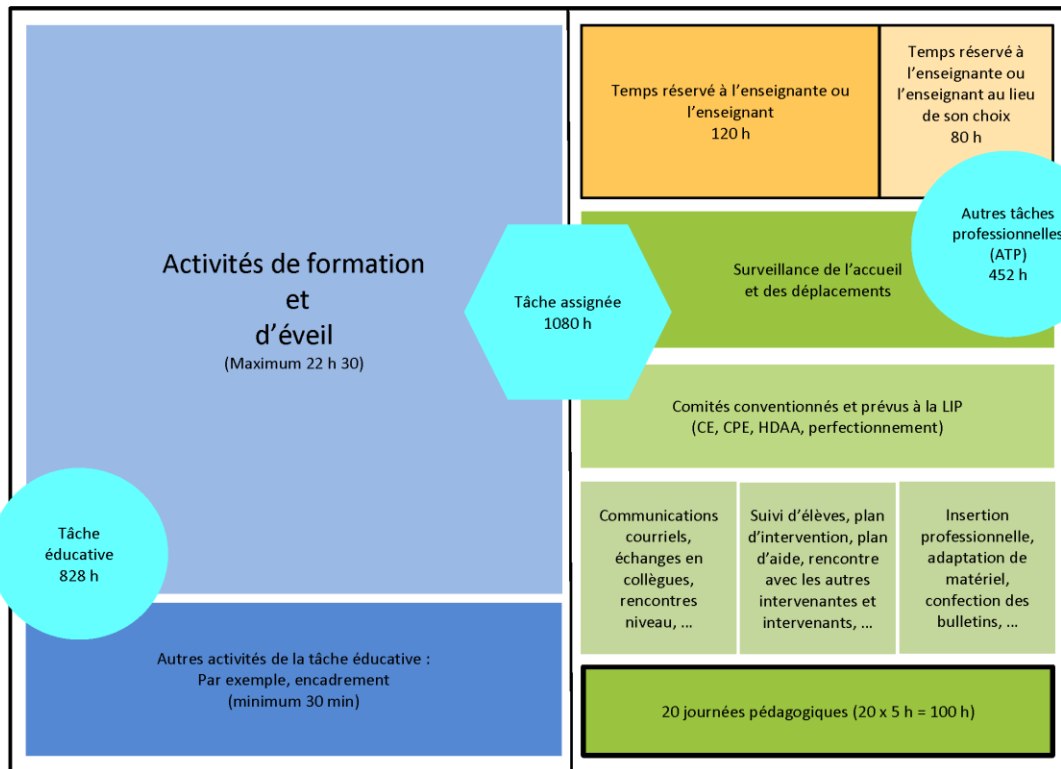 Activités de formation
et
d'éveil
(Maximum 22 h 30)
Tâche
éducative
828 h
Autres activités de la tâche éducative :
Par exemple, encadrement
(minimum 30 min)
Tâche assignée
1080 h
Temps réservé à l'enseignante ou
l'enseignant
120 h
Temps réservé à
l'enseignante ou
l'enseignant au lieu
de son choix
80 h
Autres tâches
professionnelles
(ATP)
452 h
Surveillance de l'accueil
et des déplacements
Comités conventionnés et prévus à la LIP
(CE, CPE, HDAA, perfectionnement)
Communications
courriels,
échanges en
collègues,
rencontres
niveau, ...
Suivi d'élèves, plan
d'intervention, plan
d'aide, rencontre
avec les autres
intervenantes et
intervenants, ...
Insertion
professionnelle,
adaptation de
matériel,
confection des
bulletins, ...
20 journées pédagogiques (20 x 5 h = 100 h)